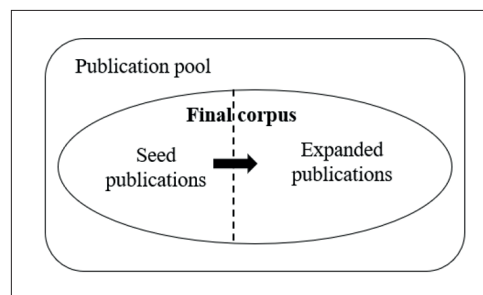 Publication pool
Final corpus
Seed
publications
Expanded
publications